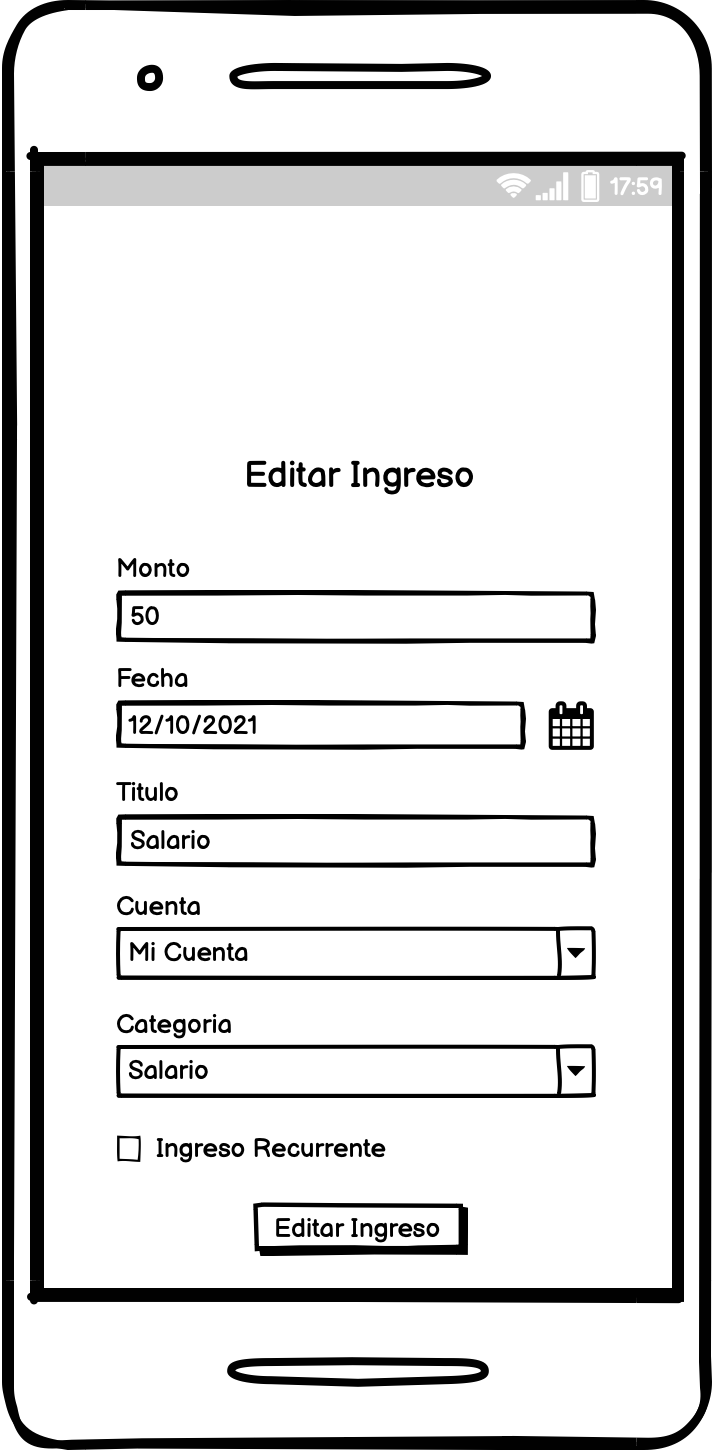 17:59
Editar Ingreso
Monto
50
Fecha
12/10/2021
Titulo
Salario
Cuenta
Mi Cuenta
Categoria
Salario
Ingreso Recurrente
Editar Ingreso